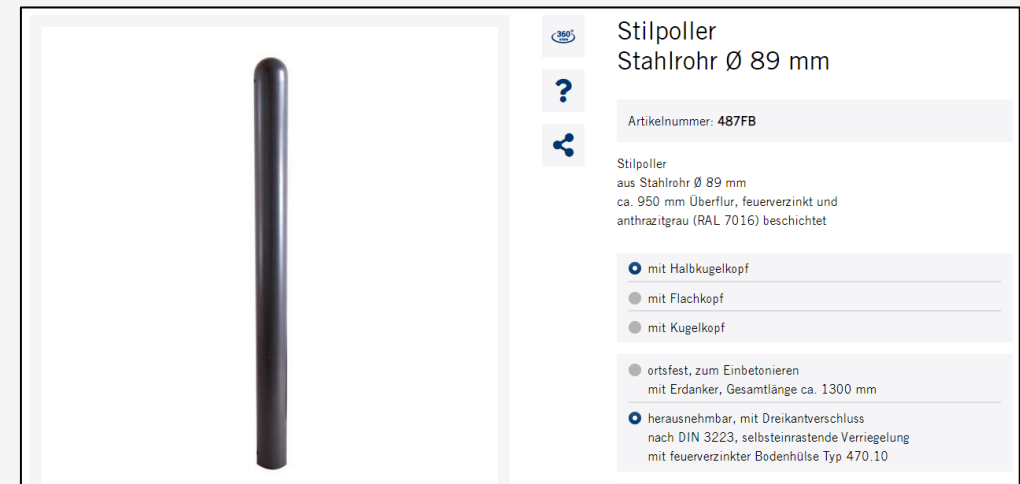 360°
view
?
Stilpoller
Stahlrohr Ø 89 mm
Artikelnummer: 487FB
Stilpoller
aus Stahlrohr Ø 89 mm
ca. 950 mm Überflur, feuerverzinkt und
anthrazitgrau (RAL 7016) beschichtet
mit Halbkugelkopf
mit Flachkopf
mit Kugelkopf
ortsfest, zum Einbetonieren
mit Erdanker, Gesamtlänge ca. 1300 mm
herausnehmbar, mit Dreikantverschluss
nach DIN 3223, selbsteinrastende Verriegelung
mit feuerverzinkter Bodenhülse Typ 470.10